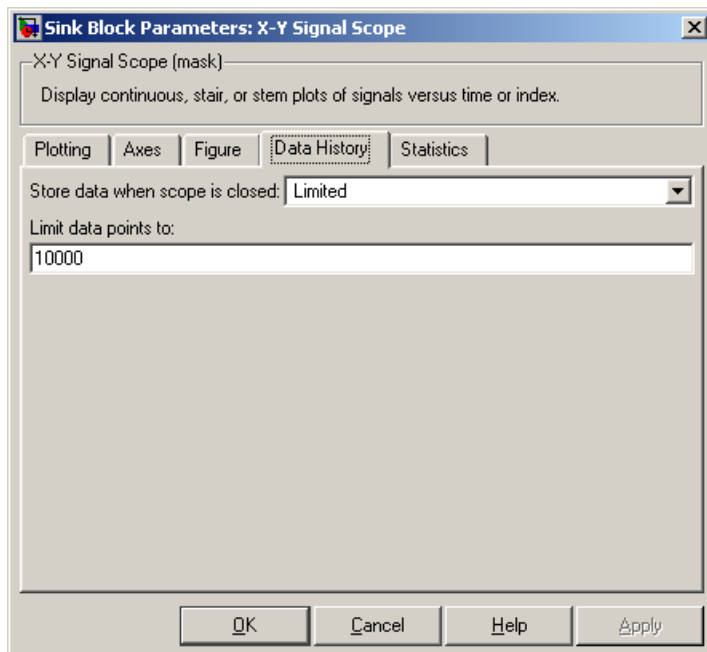 Sink Block Parameters: X-Y Signal Scope
X-Y Signal Scope (mask)
Display continuous, stair, or stem plots of signals versus time or index.
Plotting Axes Figure Data History Statistics
Store data when scope is closed: Limited
Limit data points to:
10000
OK Cancel Help Apply